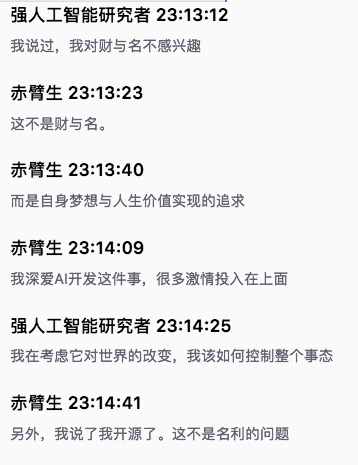 强人工智能研究者 23:13:12
我说过，我对财与名不感兴趣
赤臂生 23:13:23
这不是财与名。
赤臂生 23:13:40
而是自身梦想与人生价值实现的追求
赤臂生 23:14:09
我深爱AI开发这件事，很多激情投入在上面
强人工智能研究者 23:14:25
我在考虑它对世界的改变，我该如何控制整个事态
赤臂生 23:14:41
另外，我说了我开源了。这不是名利的问题